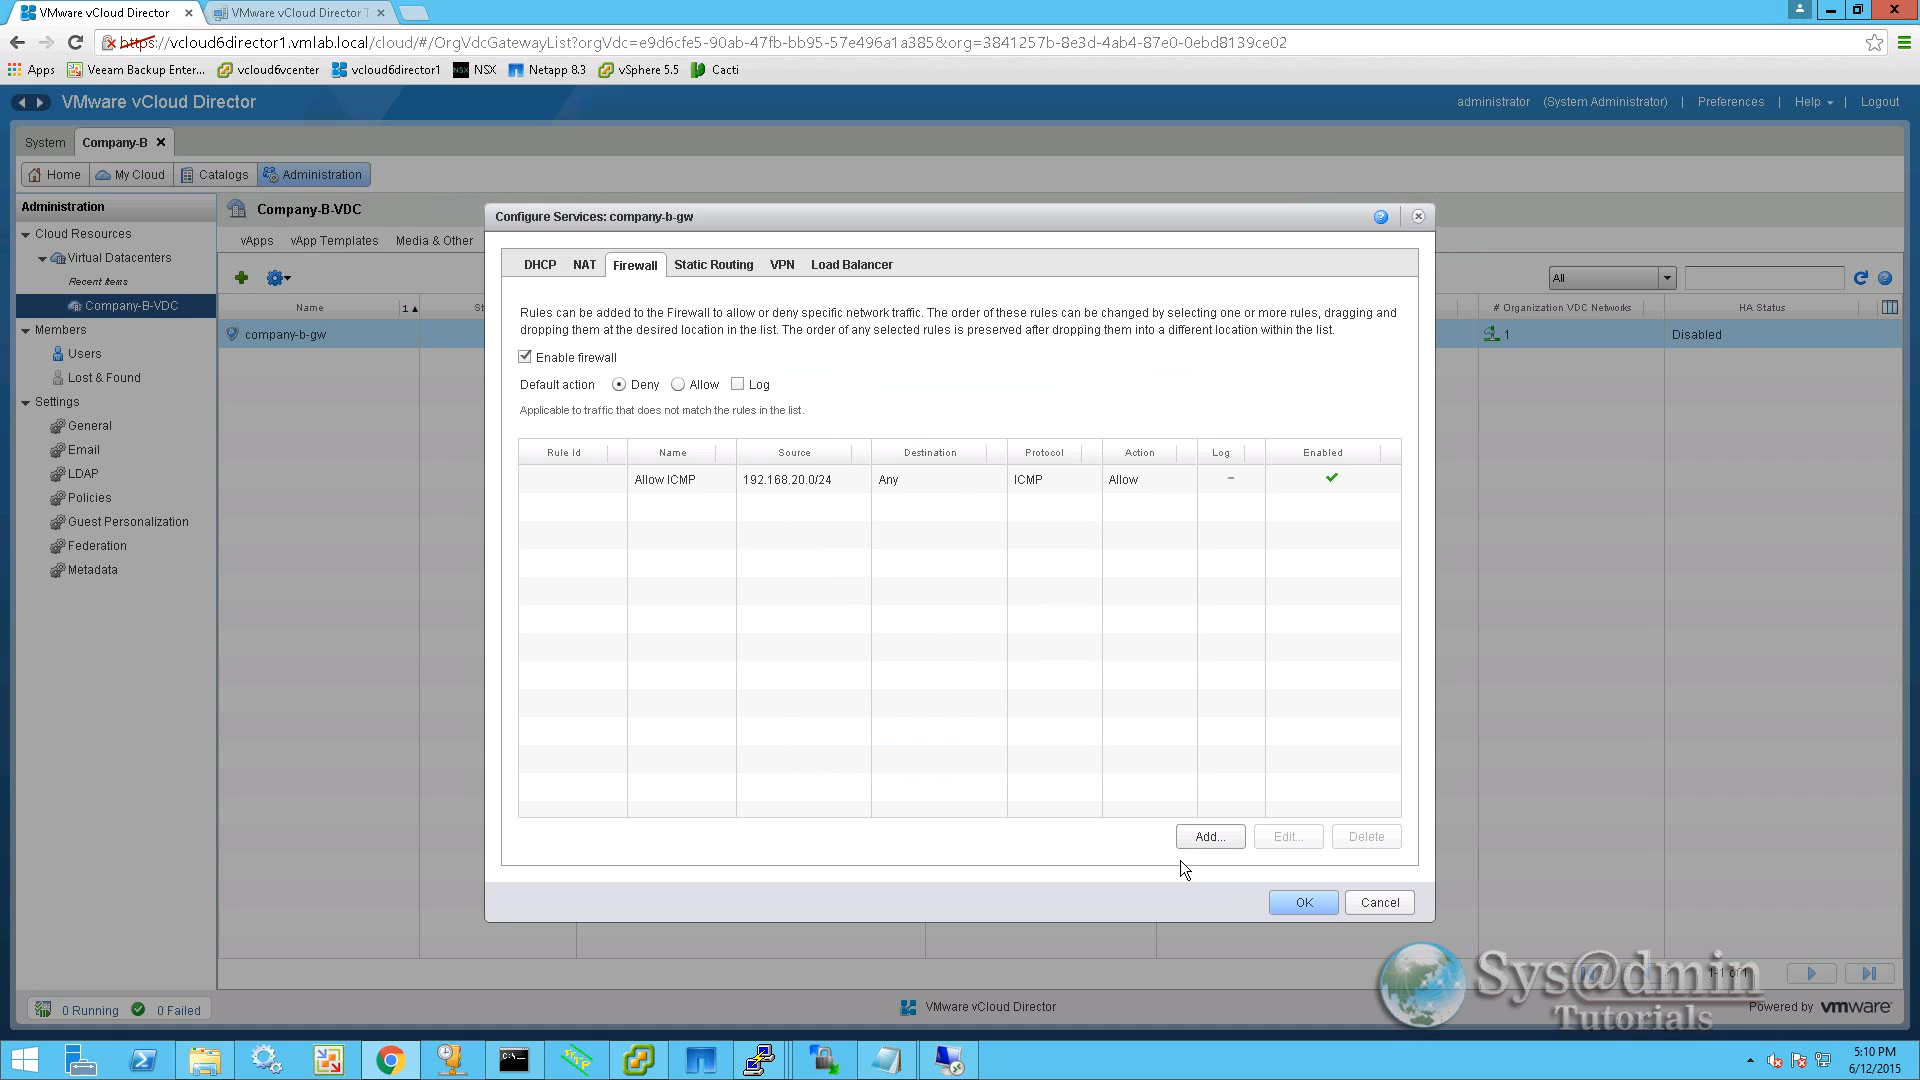 VMware vCloud Director
VMware vCloud Director T
https://vcloud6director1.vmlab.local/cloud/#/OrgVdcGatewayList?orgVdc=e9d6cfe5-90ab-47fb-bb95-57e496a1a385&org=3841257b-8e3d-4ab4-87e0-0ebd8139ce02
Apps
Veeam Backup Enter...
vcloud6vcenter
vcloud6director1
NSX
NSX
Netapp 8.3
vSphere 5.5
Cacti
VMware vCloud Director
administrator (System Administrator) | Preferences | Help | Logout
System
Company-B
Home
My Cloud
Catalogs
Administration
Administration
Cloud Resources
Virtual Datacenters
Recent Items
Company-B-VDC
Members
Users
Lost & Found
Settings
General
Email
LDAP
Policies
Guest Personalization
Federation
Metadata
Company-B-VDC
vApps
vApp Templates
Media & Other
All
Name
1
St
# Organization VDC Networks
HA Status
company-b-gw
1
Disabled
Configure Services: company-b-gw
DHCP
NAT
Firewall
Static Routing
VPN
Load Balancer
Rules can be added to the Firewall to allow or deny specific network traffic. The order of these rules can be changed by selecting one or more rules, dragging and
dropping them at the desired location in the list. The order of any selected rules is preserved after dropping them into a different location within the list.
Enable firewall
Default action Deny Allow Log
Applicable to traffic that does not match the rules in the list.
Rule Id Name Source Destination Protocol Action Log Enabled
Allow ICMP 192.168.20.0/24 Any ICMP Allow -
Add...
Edit...
Delete
OK
Cancel
1-1 of 1
0 Running
0 Failed
VMware vCloud Director
Powered by vmware
Sys@dmin
Tutorials
C:\
5:10 PM
6/12/2015